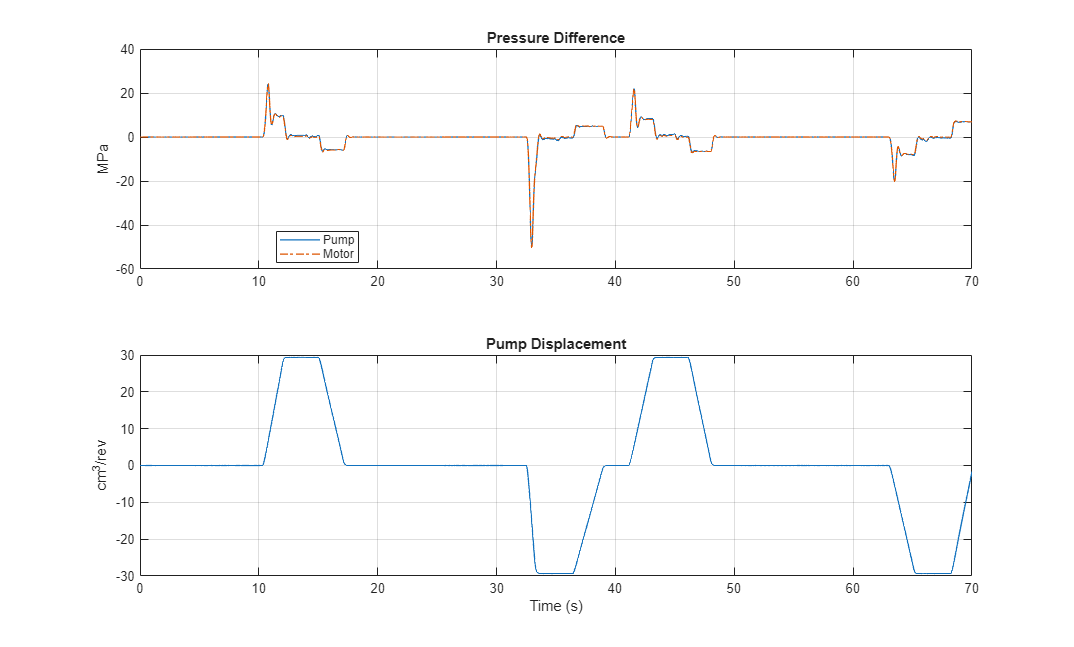 Pressure Difference
40
20
0
-20
-40
-60
MPa
Pump
Motor
0 10 20 30 40 50 60 70
Pump Displacement
30
20
10
0
-10
-20
-30
cm³/rev
0 10 20 30 40 50 60 70
Time (s)